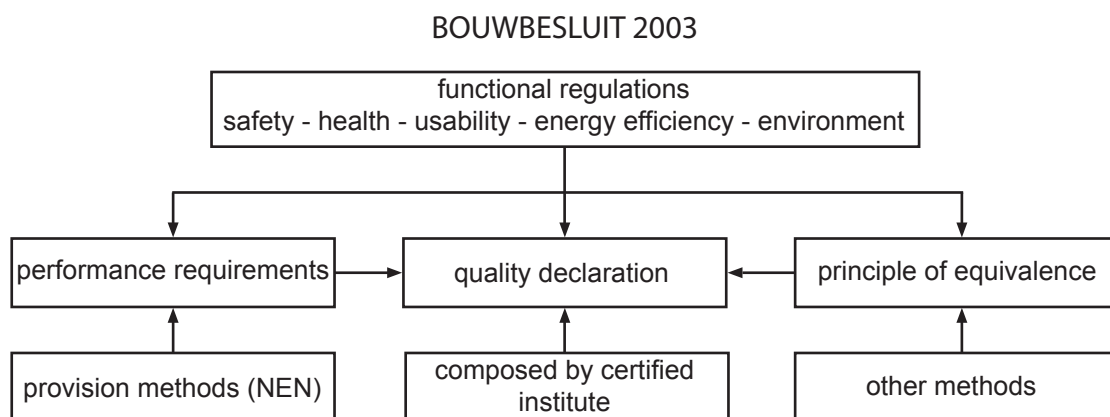 BOUWBESLUIT 2003
functional regulations
safety - health - usability - energy efficiency - environment
performance requirements
quality declaration
principle of equivalence
provision methods (NEN)
composed by certified
institute
other methods